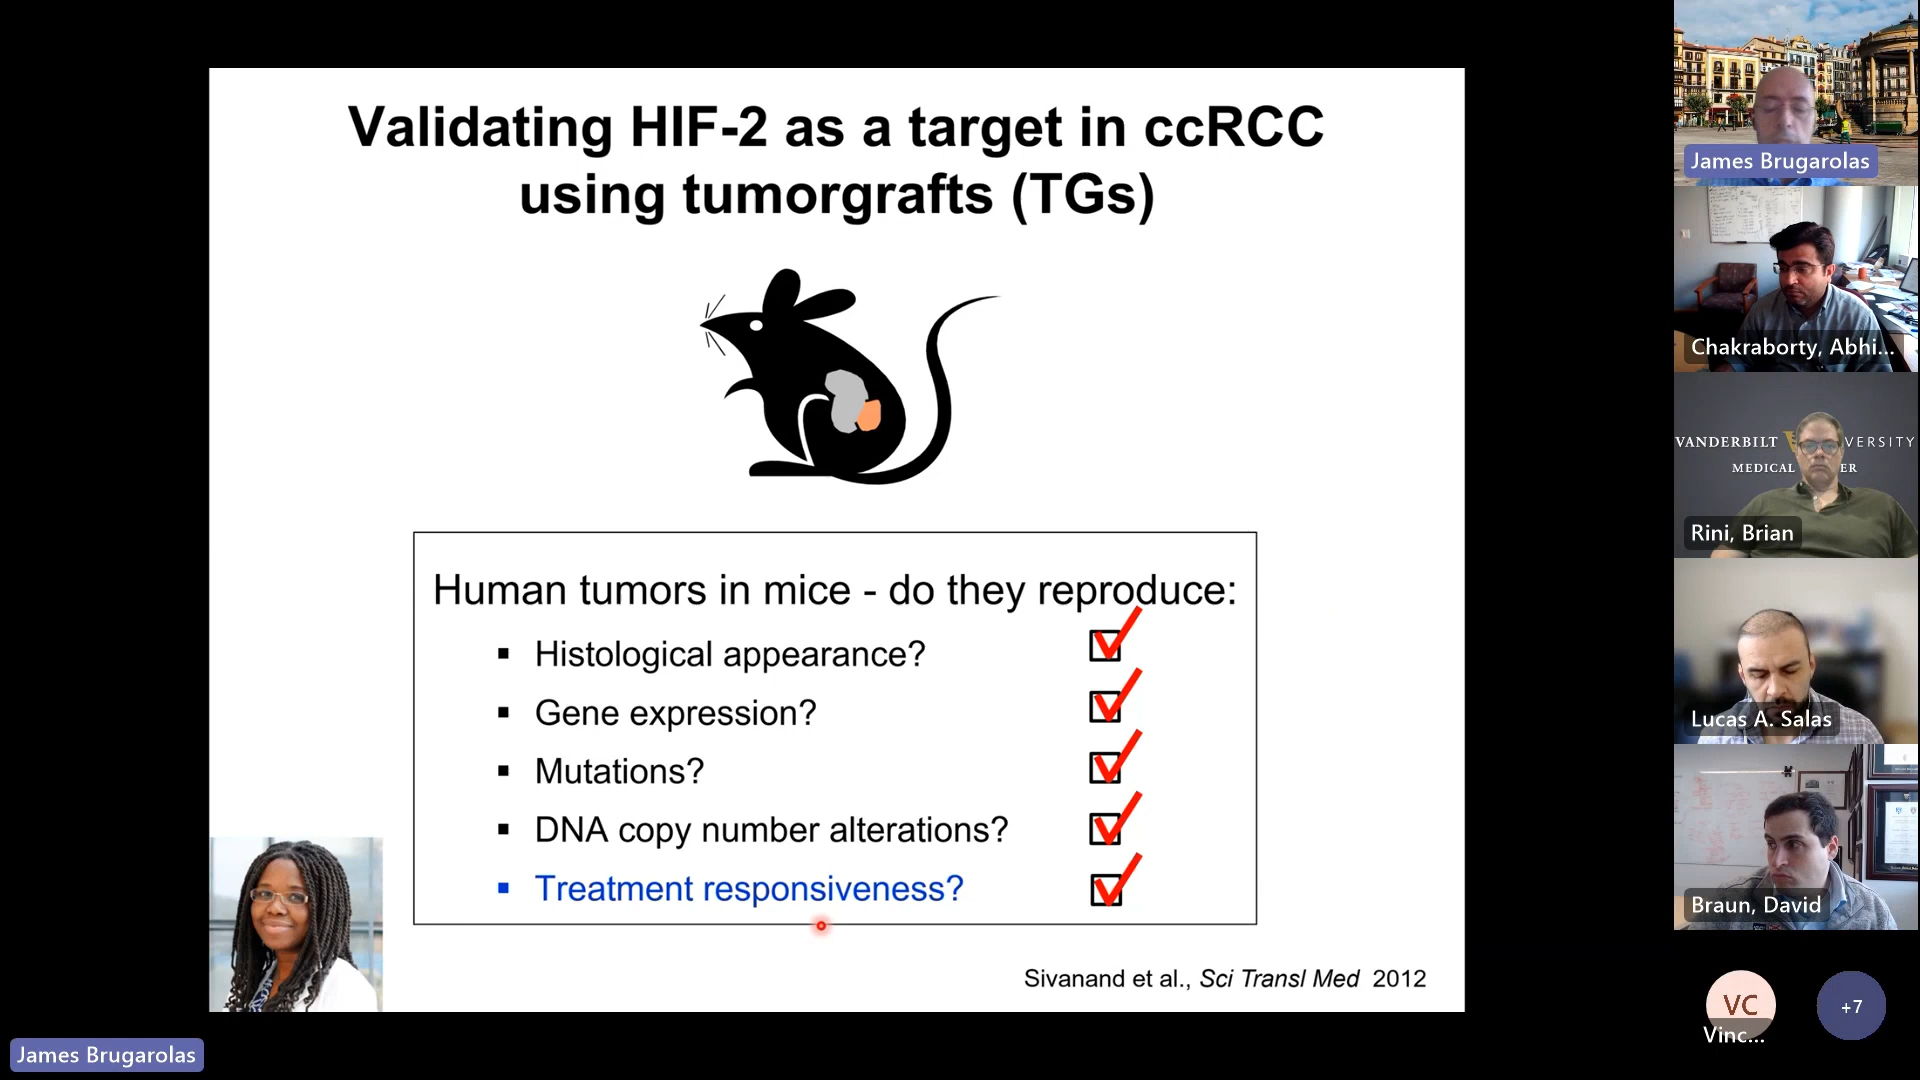 Validating HIF-2 as a target in ccRCC
using tumorgrafts (TGs)
Human tumors in mice - do they reproduce:
▪ Histological appearance?
▪ Gene expression?
▪ Mutations?
▪ DNA copy number alterations?
▪ Treatment responsiveness?
Sivanand et al., Sci Transl Med 2012
James Brugarolas
James Brugarolas
Chakraborty, Abhi...
VANDERBILT VERSITY
MEDICAL ER
Rini, Brian
Lucas A. Salas
Braun, David
VC
Vinc...
+7